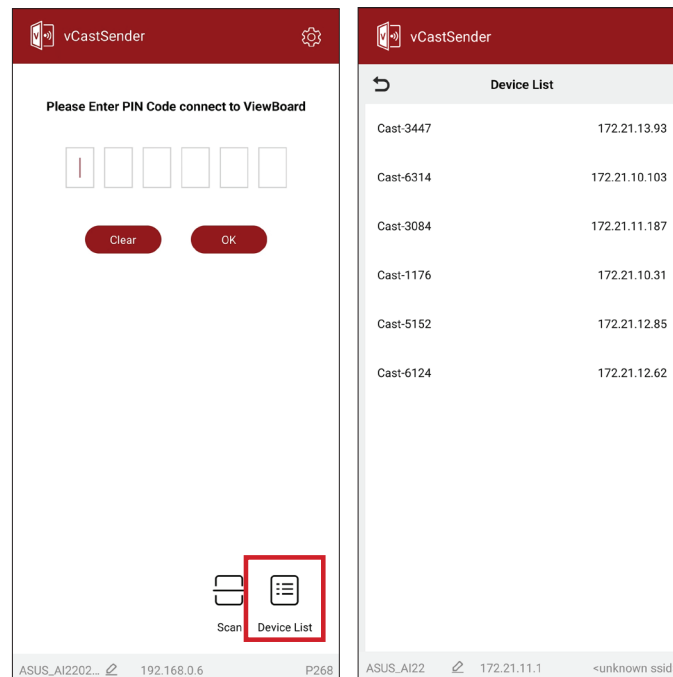 vCastSender
Please Enter PIN Code connect to ViewBoard
Clear OK
Scan Device List
ASUS_AI2202... 192.168.0.6 P268
vCastSender
Device List
Cast-3447 172.21.13.93
Cast-6314 172.21.10.103
Cast-3084 172.21.11.187
Cast-1176 172.21.10.31
Cast-5152 172.21.12.85
Cast-6124 172.21.12.62
ASUS_AI22 172.21.11.1 <unknown ssid